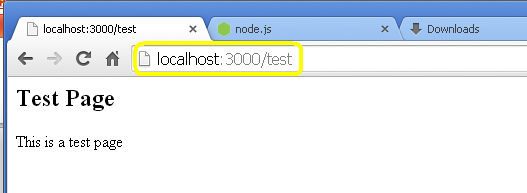 localhost:3000/test
node.js
Downloads
localhost:3000/test
Test Page
This is a test page